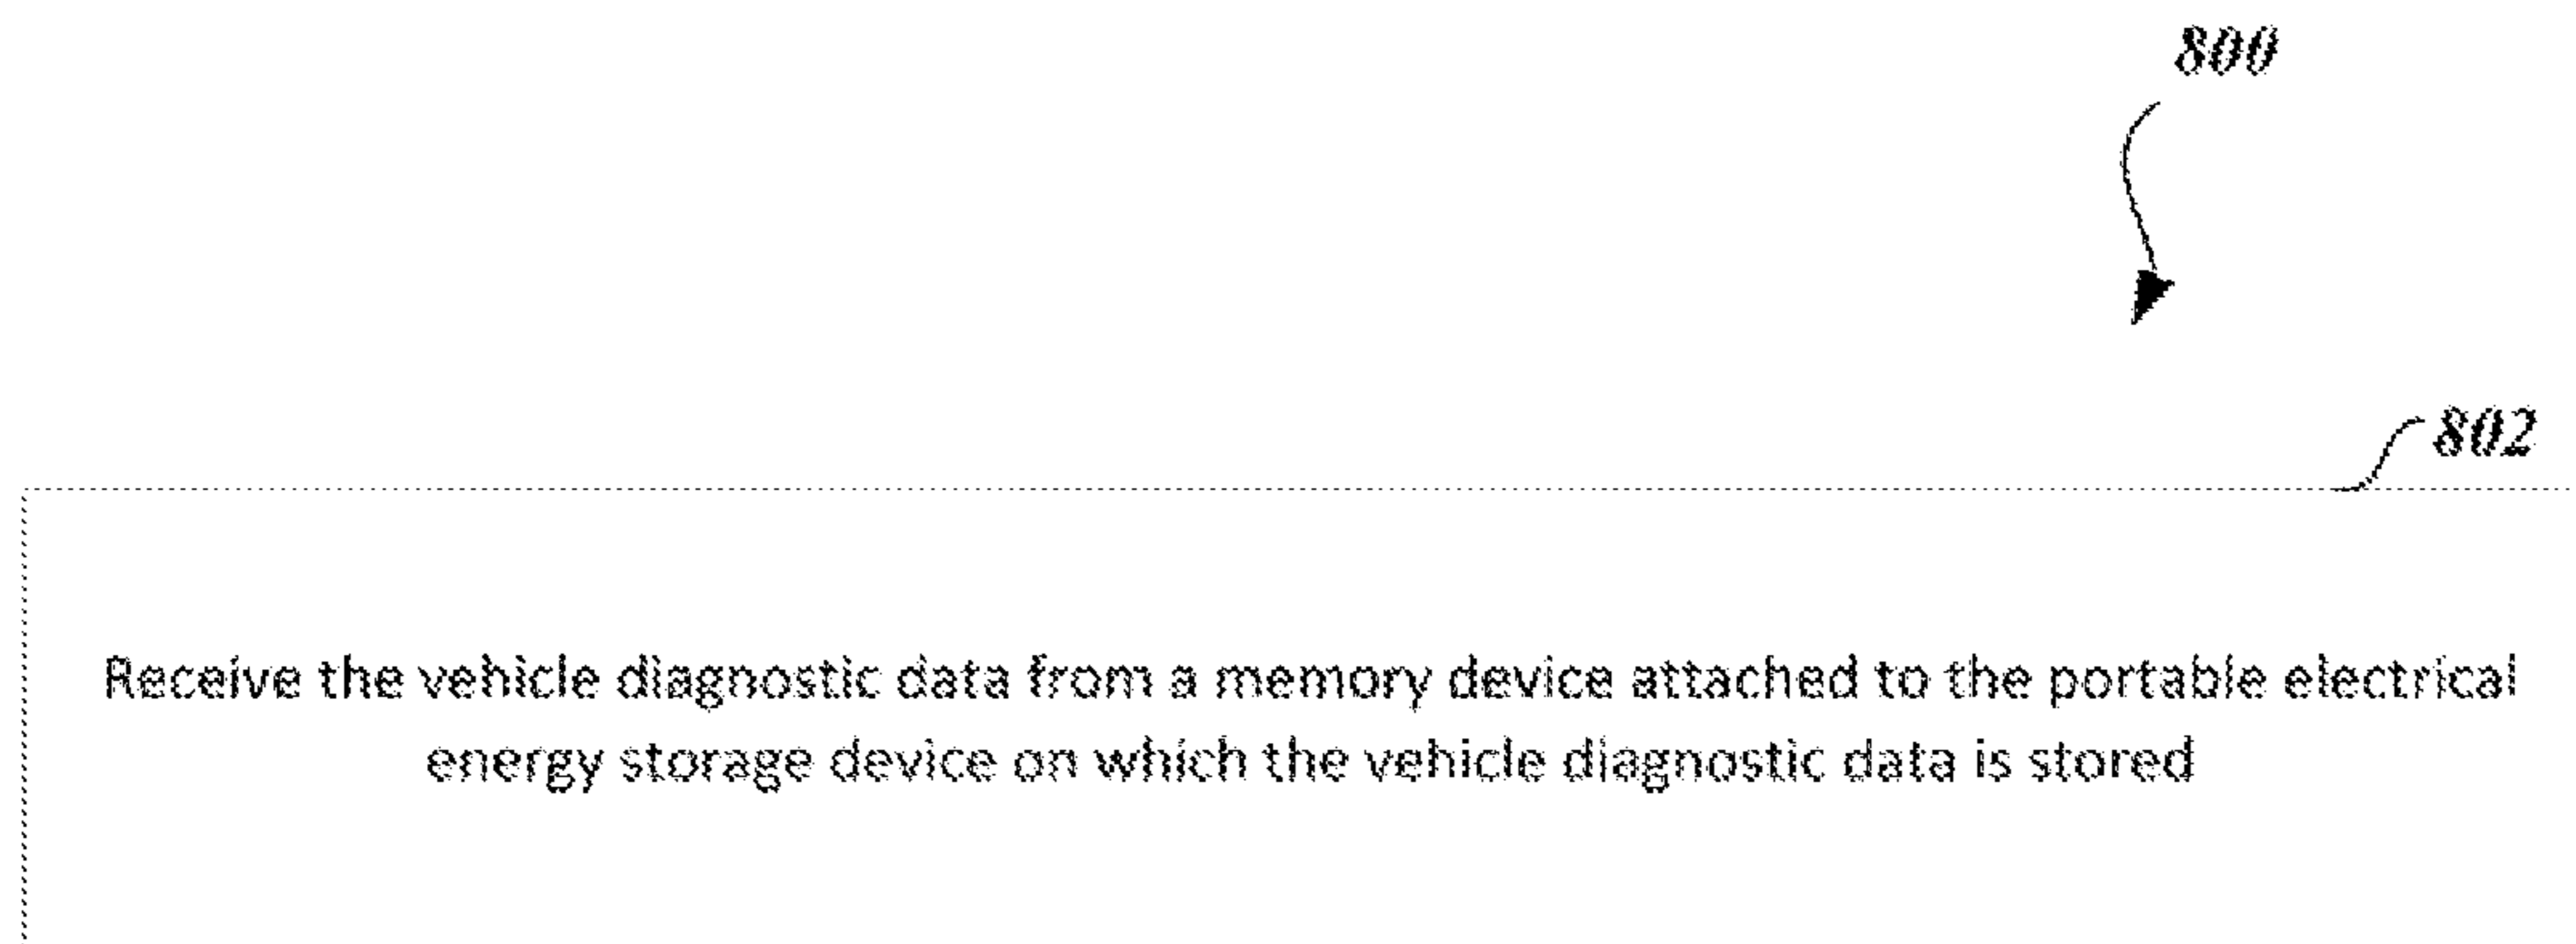 800
802
Receive the vehicle diagnostic data from a memory device attached to the portable electrical
energy storage device on which the vehicle diagnostic data is stored